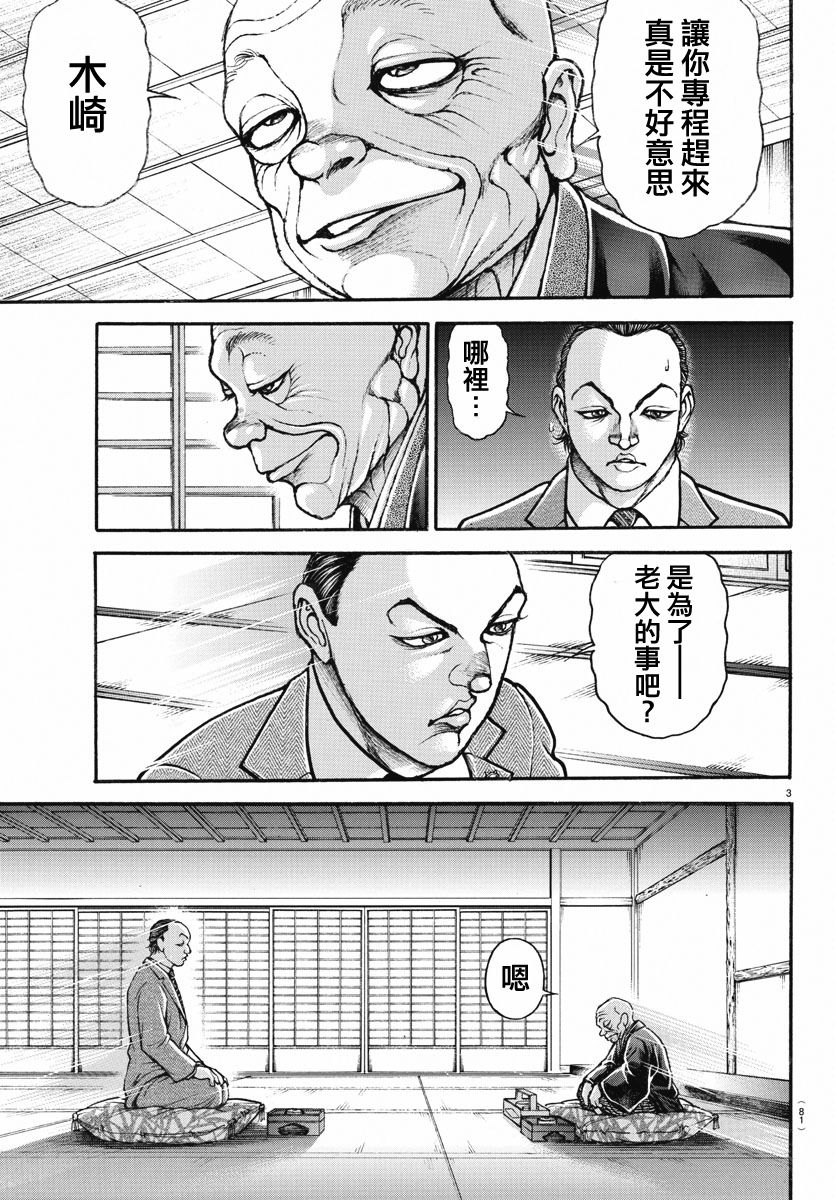 讓你專程趕來
真是不好意思
木崎
哪裡…
是為了——
老大的事吧？
3
嗯
(81)